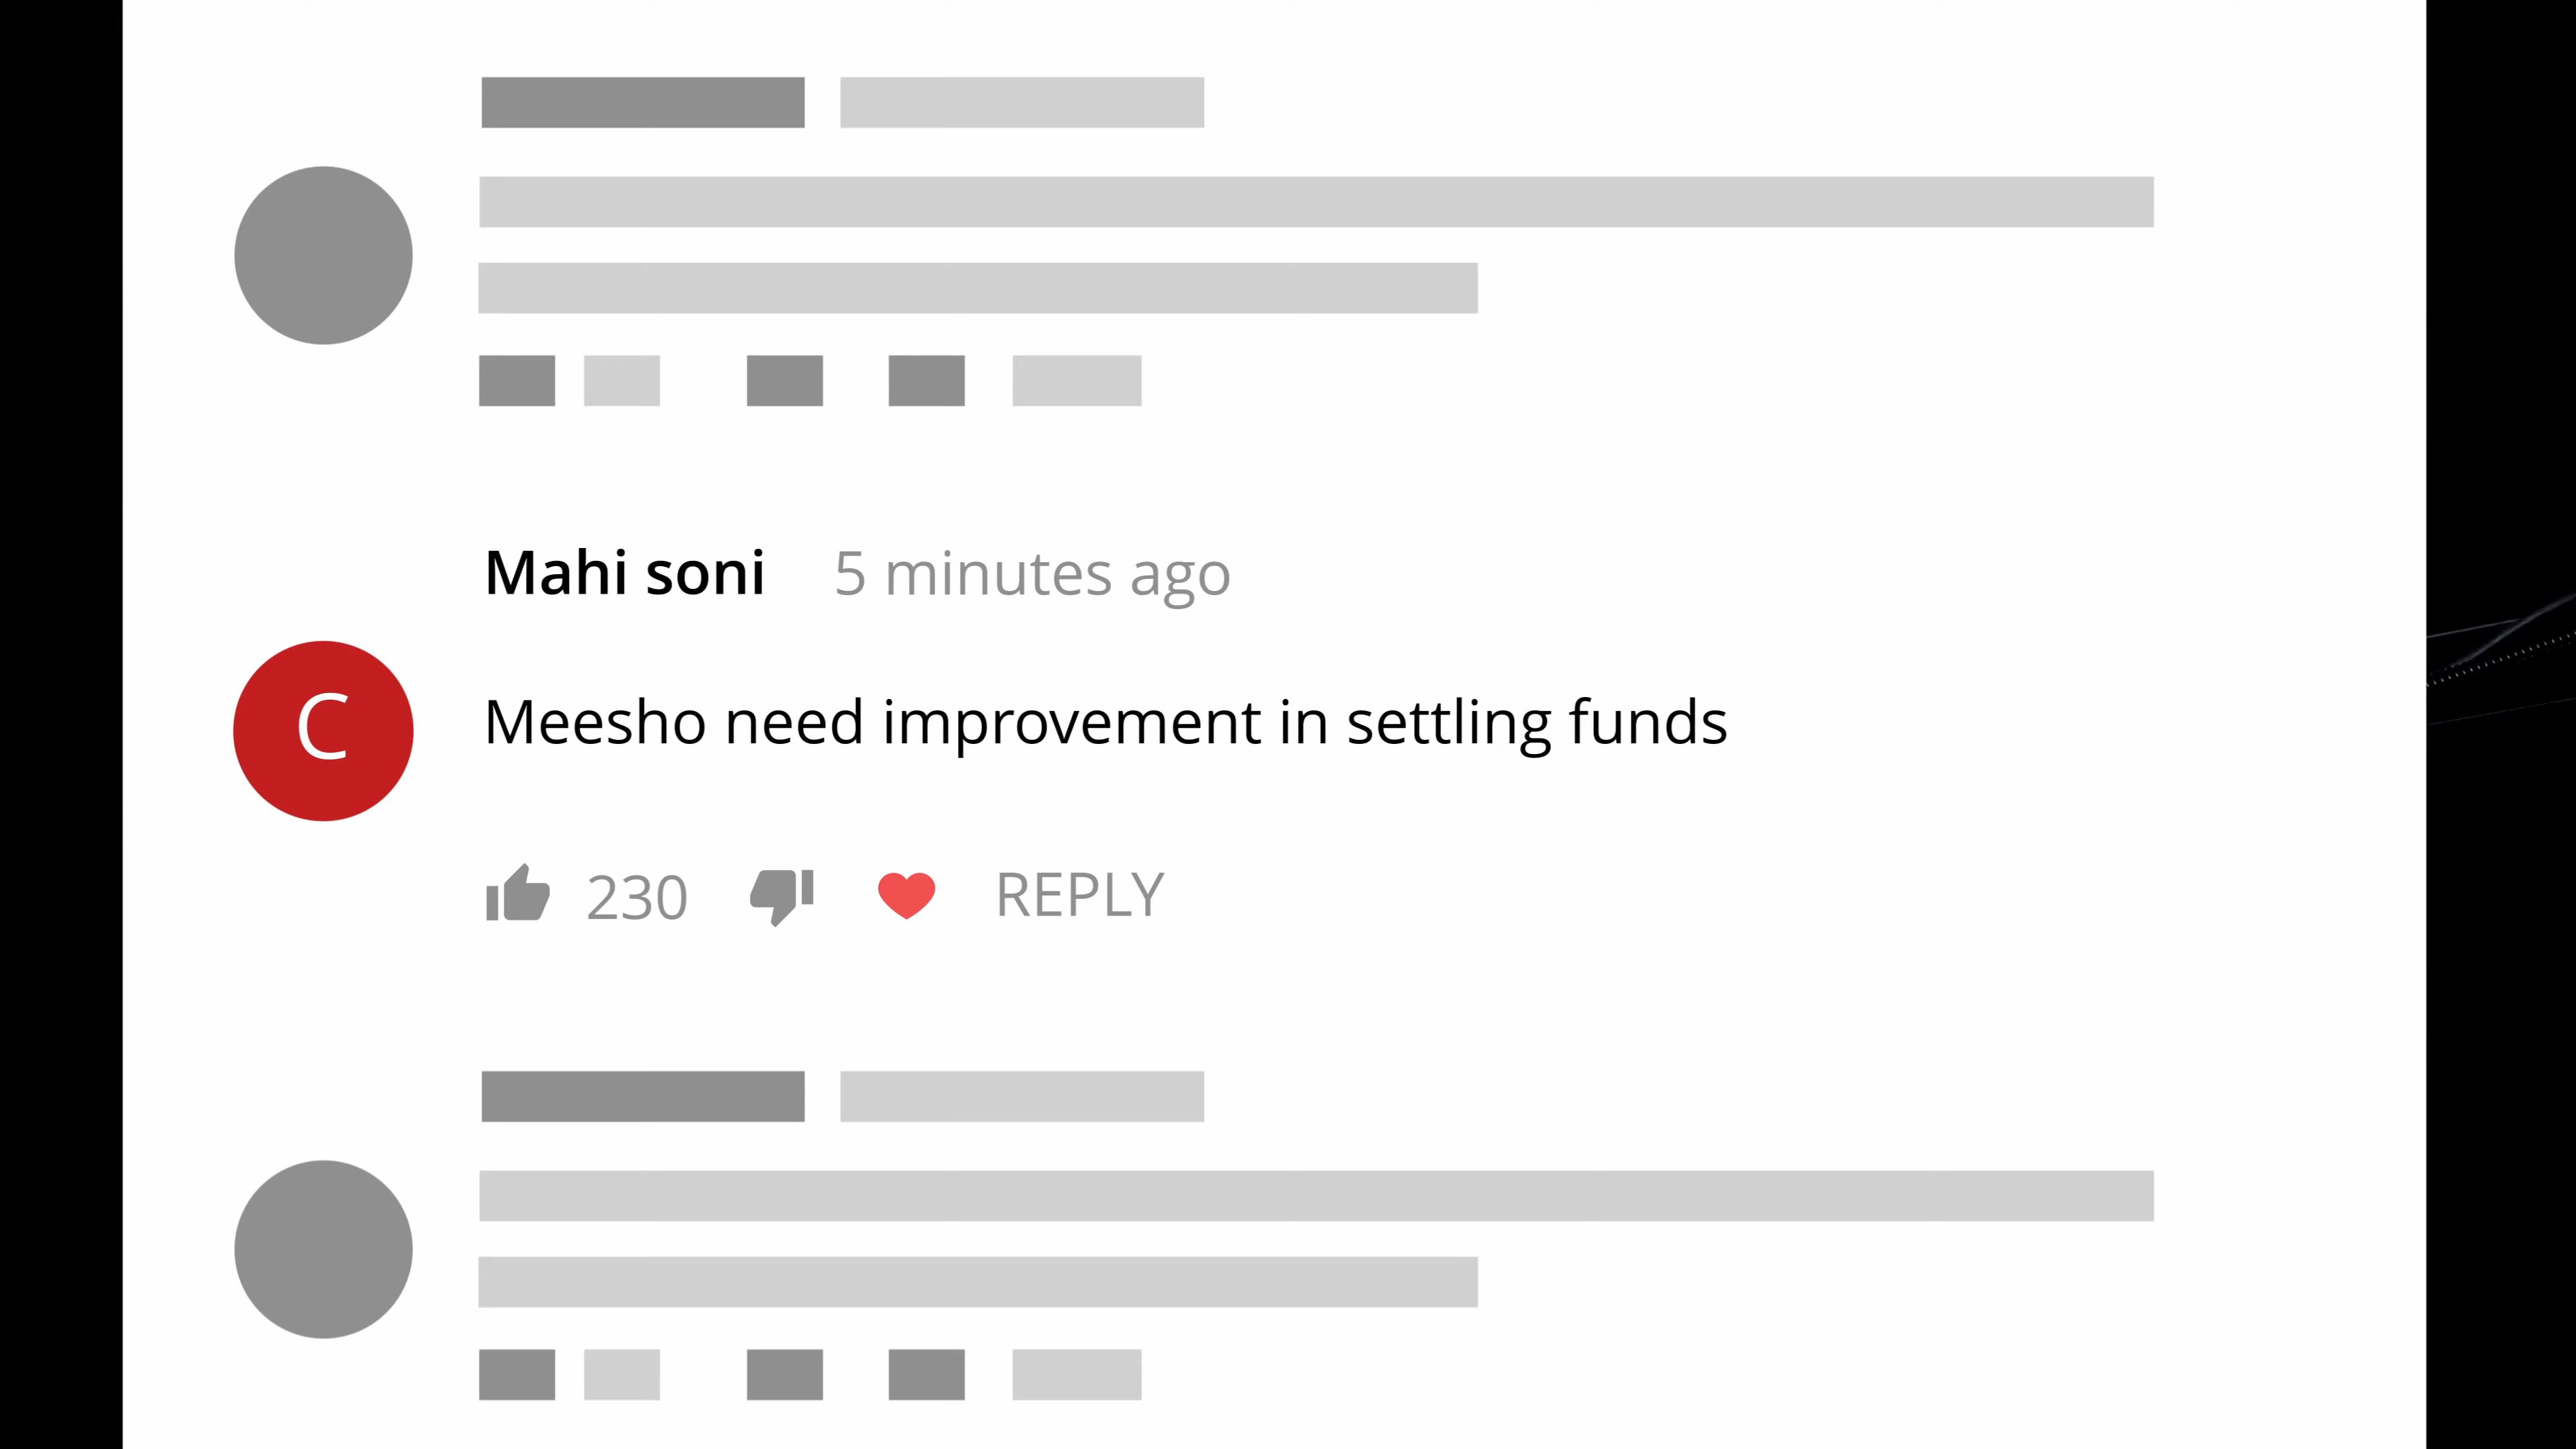 Mahi soni 5 minutes ago
C
Meesho need improvement in settling funds
230 REPLY